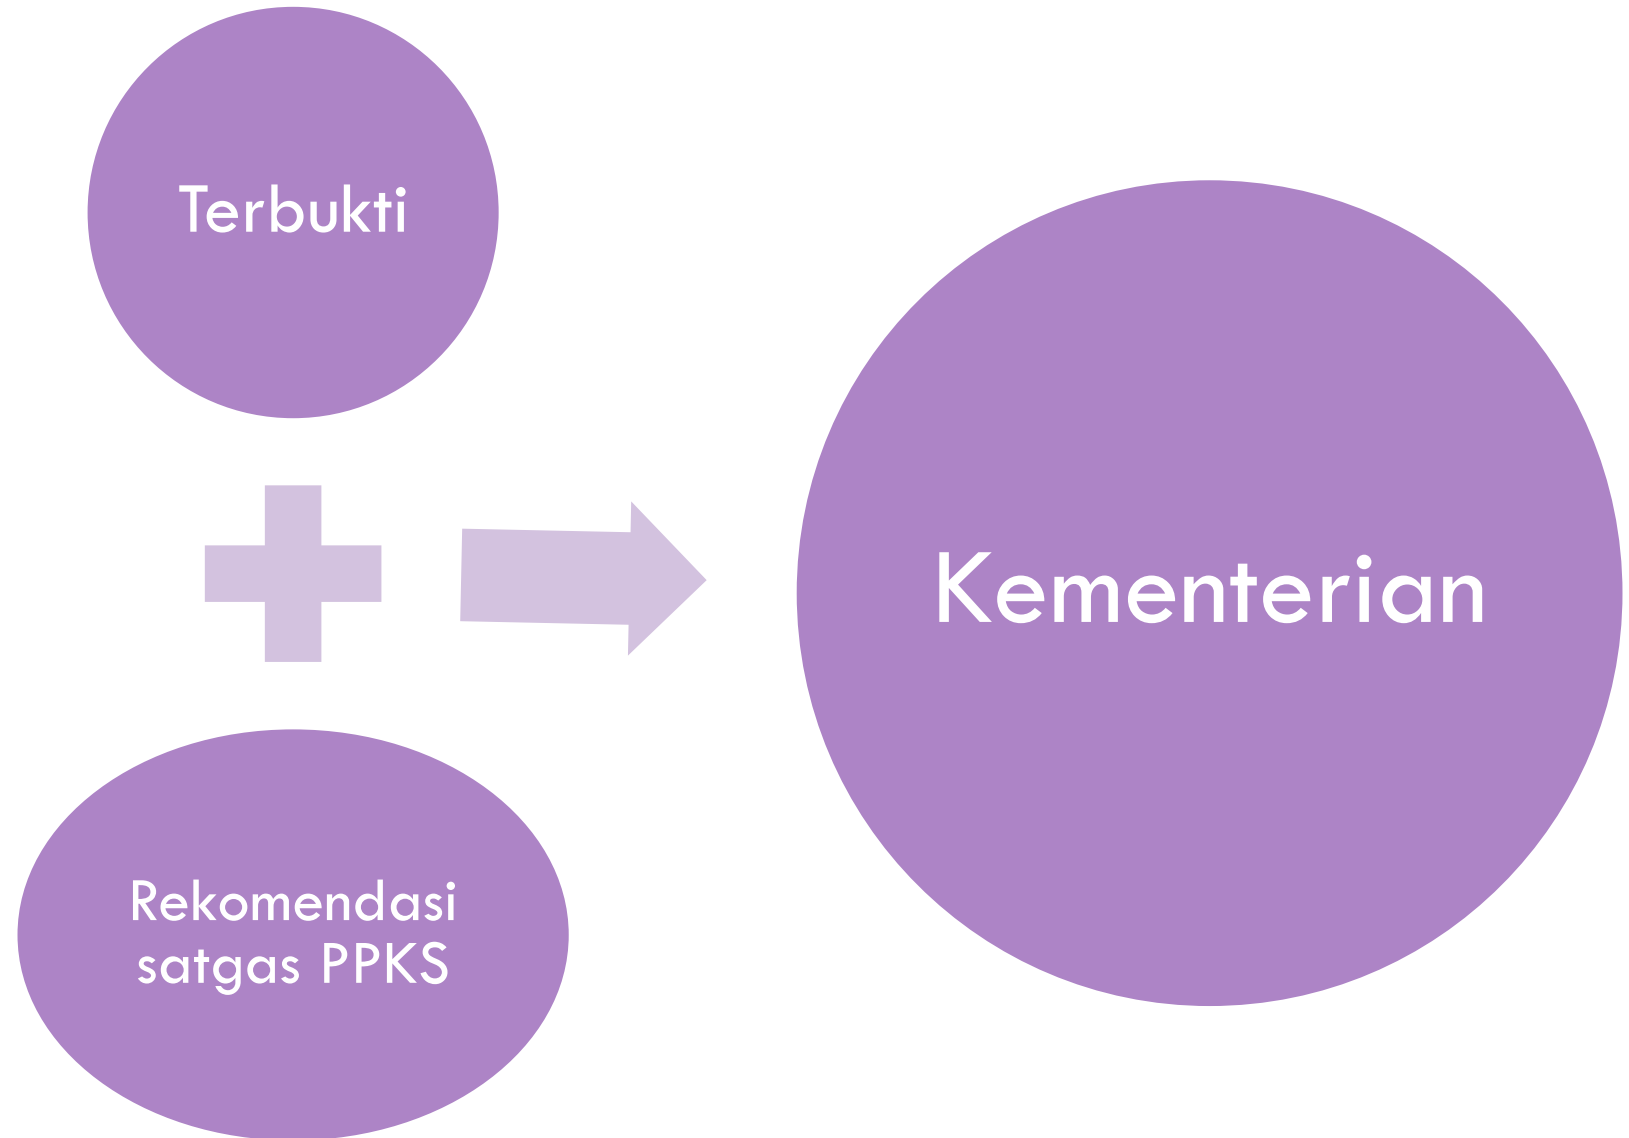 Terbukti
Rekomendasi
satgas PPKS
Kementerian